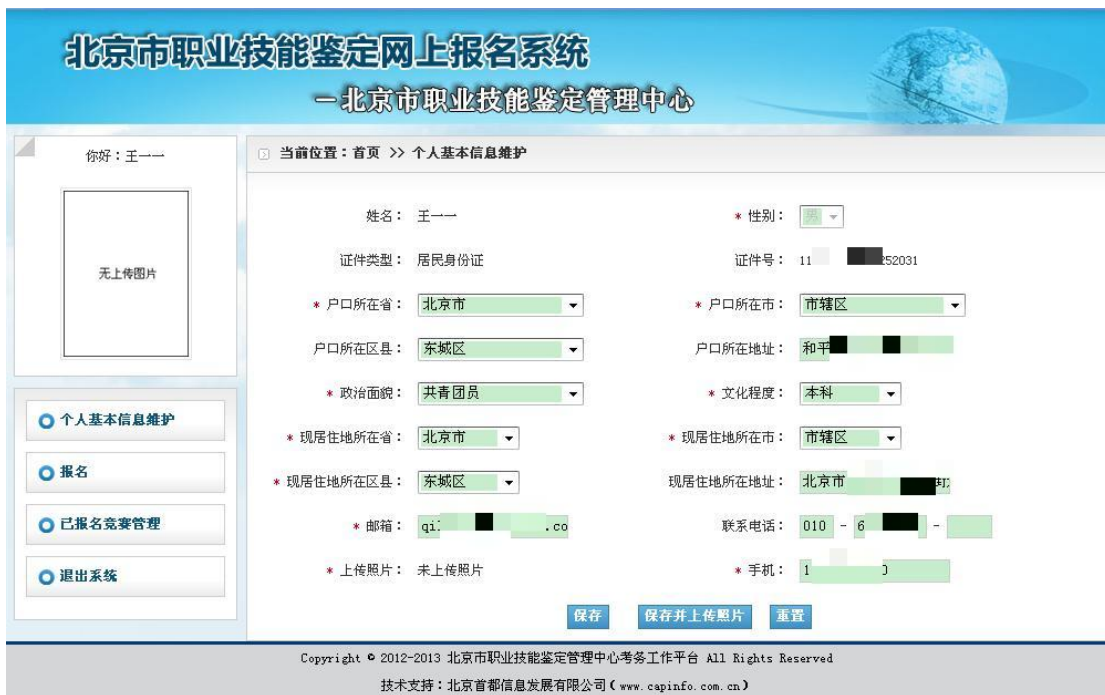 北京市职业技能鉴定网上报名系统
－北京市职业技能鉴定管理中心
你好：王一一
无上传图片
个人基本信息维护
报名
已报名竞赛管理
退出系统
当前位置：首页 >> 个人基本信息维护
姓名： 王一一 * 性别： 男
证件类型： 居民身份证 证件号： 11 252031
* 户口所在省： 北京市 * 户口所在市： 市辖区
户口所在区县： 东城区 户口所在地址： 和平
* 政治面貌： 共青团员 * 文化程度： 本科
* 现居住地所在省： 北京市 * 现居住地所在市： 市辖区
* 现居住地所在区县： 东城区 现居住地所在地址： 北京市
* 邮箱： qi .co 联系电话： 010 - 6 -
* 上传照片： 未上传照片 * 手机： 1 0
保存 保存并上传照片 重置
Copyright © 2012-2013 北京市职业技能鉴定管理中心考务工作平台 All Rights Reserved
技术支持：北京首都信息发展有限公司(www.capinfo.com.cn)